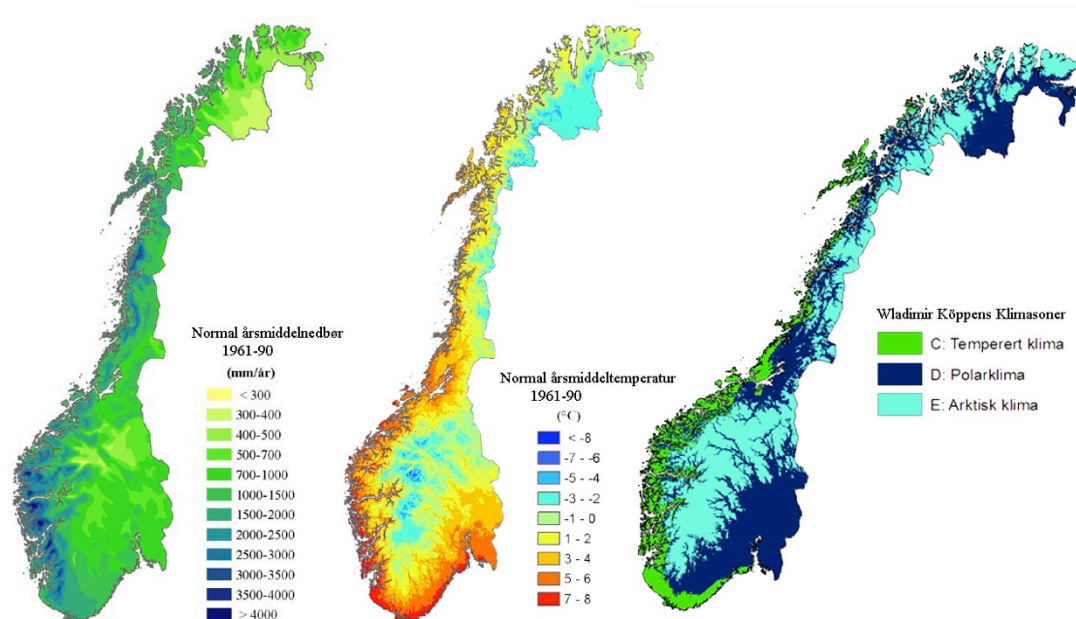 Normal årsmiddelnedbør
1961-90
(mm/år)
< 300
300-400
400-500
500-700
700-1000
1000-1500
1500-2000
2000-2500
2500-3000
3000-3500
3500-4000
> 4000
Normal årsmiddeltemperatur
1961-90
(°C)
< -8
-7 - -6
-5 - -4
-3 - -2
-1 - 0
1 - 2
3 - 4
5 - 6
7 - 8
Wladimir Köppens Klimasoner
C: Temperert klima
D: Polarklima
E: Arktisk klima